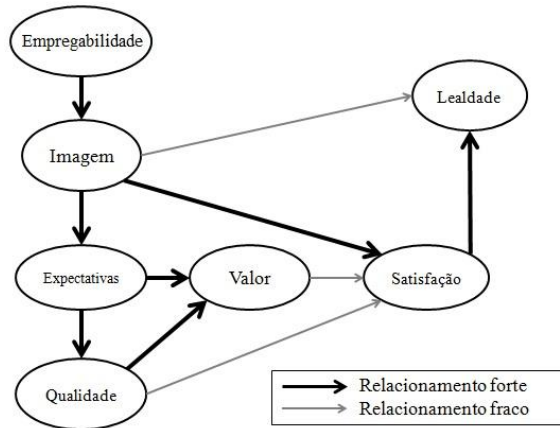 Empregabilidade
Lealdade
Imagem
Expectativas
Valor
Satisfação
Qualidade
Relacionamento forte
Relacionamento fraco